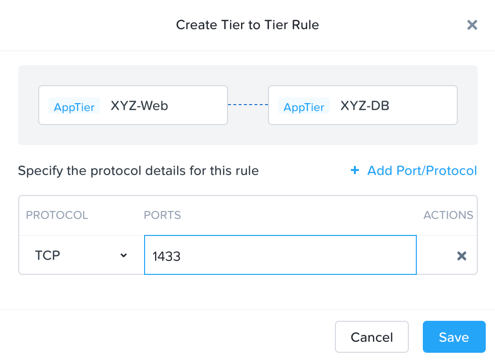 Create Tier to Tier Rule
AppTier XYZ-Web AppTier XYZ-DB
Specify the protocol details for this rule + Add Port/Protocol
PROTOCOL PORTS ACTIONS
TCP 1433
Cancel Save